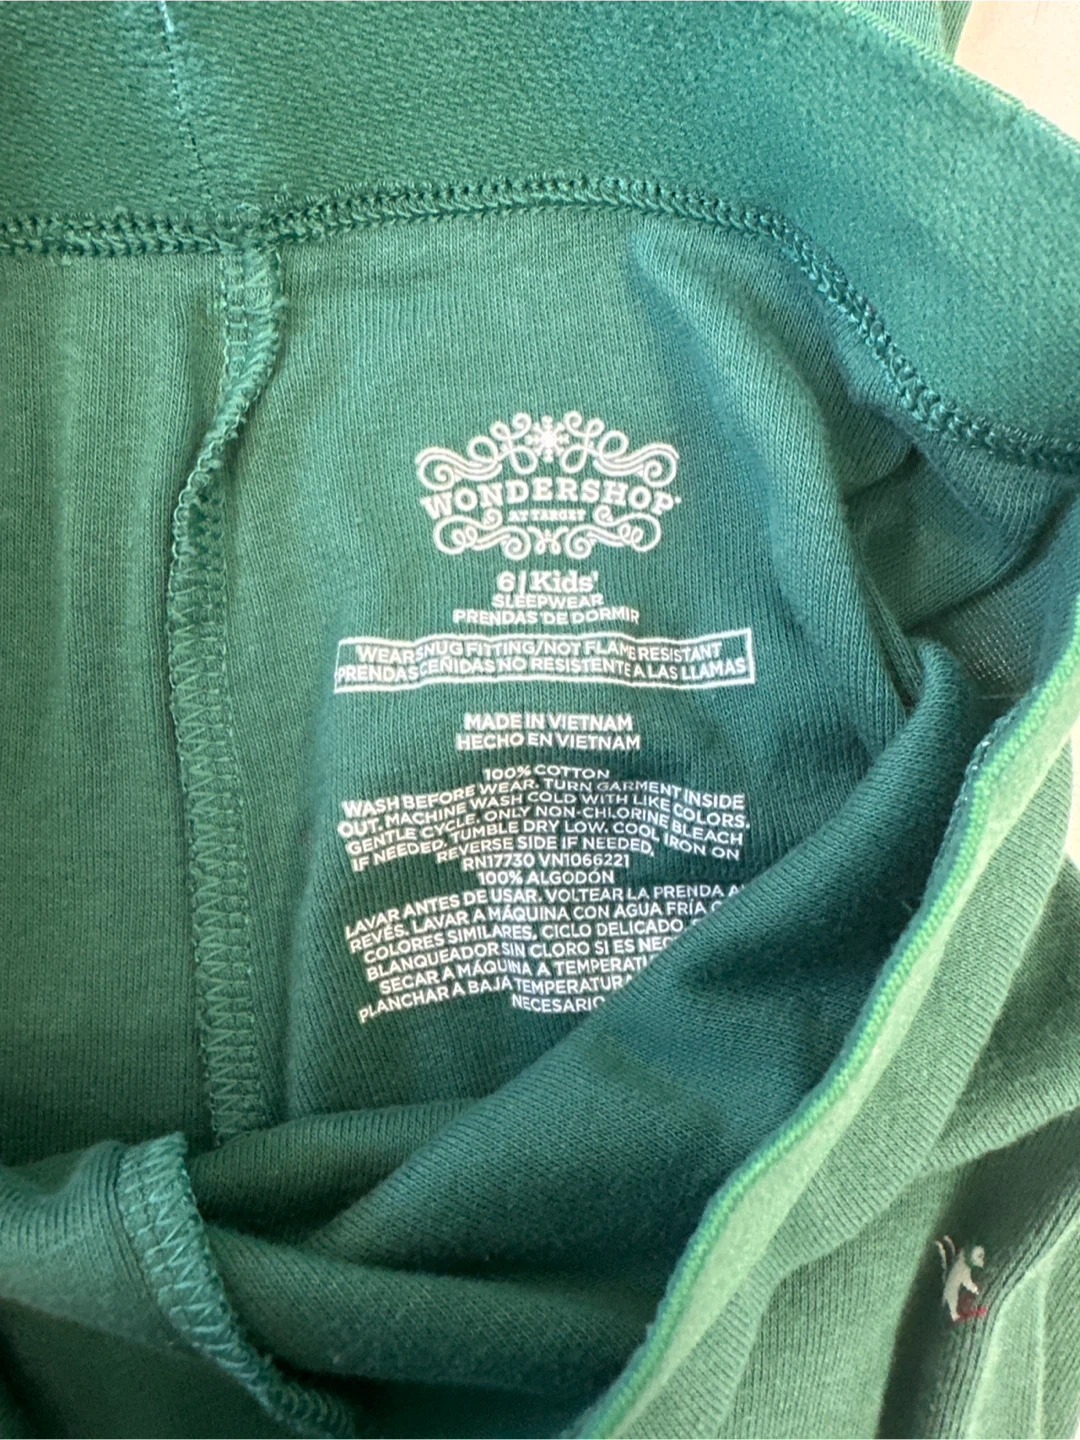 WONDERSHOP
AT TARGET
6 | Kids'
SLEEPWEAR
PRENDAS DE DORMIR
WEAR SNUG FITTING/NOT FLAME RESISTANT
PRENDAS CEÑIDAS NO RESISTENTE A LAS LLAMAS
MADE IN VIETNAM
HECHO EN VIETNAM
100% COTTON
WASH BEFORE WEAR. TURN GARMENT INSIDE
OUT. MACHINE WASH COLD WITH LIKE COLORS.
GENTLE CYCLE. ONLY NON-CHLORINE BLEACH
IF NEEDED. TUMBLE DRY LOW. COOL IRON ON
REVERSE SIDE IF NEEDED.
RN17730 VN1066221
100% ALGODÓN
LAVAR ANTES DE USAR. VOLTEAR LA PRENDA
REVÉS. LAVAR A MÁQUINA CON AGUA FRÍA
COLORES SIMILARES. CICLO DELICADO.
BLANQUEADOR SIN CLORO SI ES
SECAR A MÁQUINA A
PLANCHAR A BAJA TEMPERATURA
NECESARIO